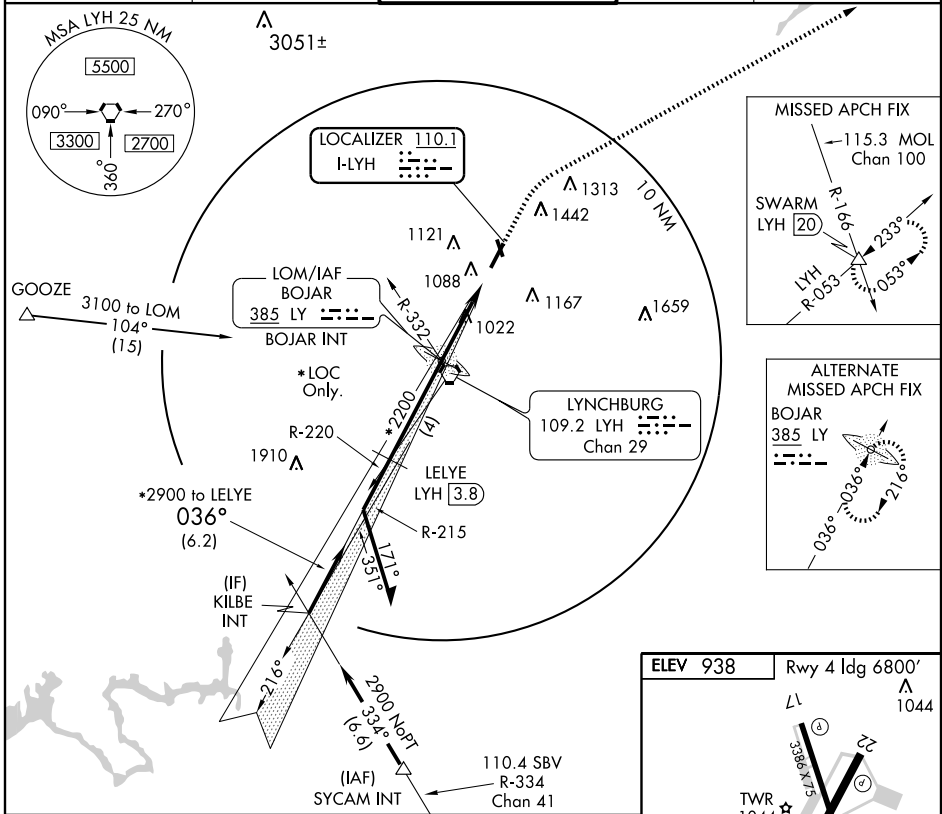 MSA LYH 25 NM
5500
090°
270°
3300
2700
360°
3051±
LOCALIZER 110.1
I-LYH
1313
1442
10 NM
1121
1088
1022
1167
1659
MISSED APCH FIX
115.3 MOL
Chan 100
R-166
SWARM
LYH 20
233°
053°
LYH
R-053
GOOZE
3100 to LOM
104°
(15)
LOM/IAF
BOJAR
385 LY
BOJAR INT
R-332
*LOC
Only.
LYNCHBURG
109.2 LYH
Chan 29
ALTERNATE
MISSED APCH FIX
BOJAR
385 LY
036°
036°
216°
*2200
(4)
R-220
1910
LELYE
LYH 3.8
*2900 to LELYE
036°
(6.2)
R-215
171°
351°
(IF)
KILBE
INT
216°
2900 NoPT
334°
(6.6)
(IAF)
SYCAM INT
110.4 SBV
R-334
Chan 41
ELEV 938
Rwy 4 ldg 6800'
1044
17
22
P
P
3386 X 75
TWR